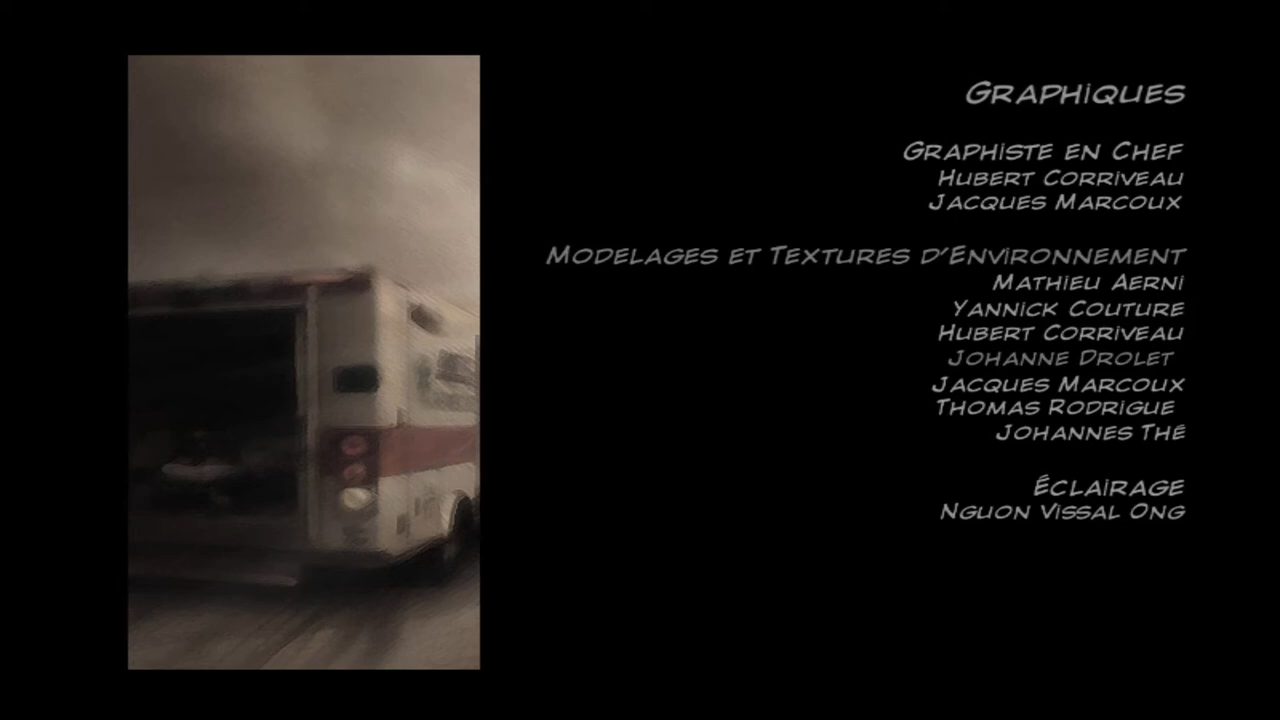 Graphiques
Graphiste en Chef
Hubert Corriveau
Jacques Marcoux
Modelages et Textures d'Environnement
Mathieu Aerni
Yannick Couture
Hubert Corriveau
Johanne Drolet
Jacques Marcoux
Thomas Rodrigue
Johannes Thé
Éclairage
Nguon Vissal Ong